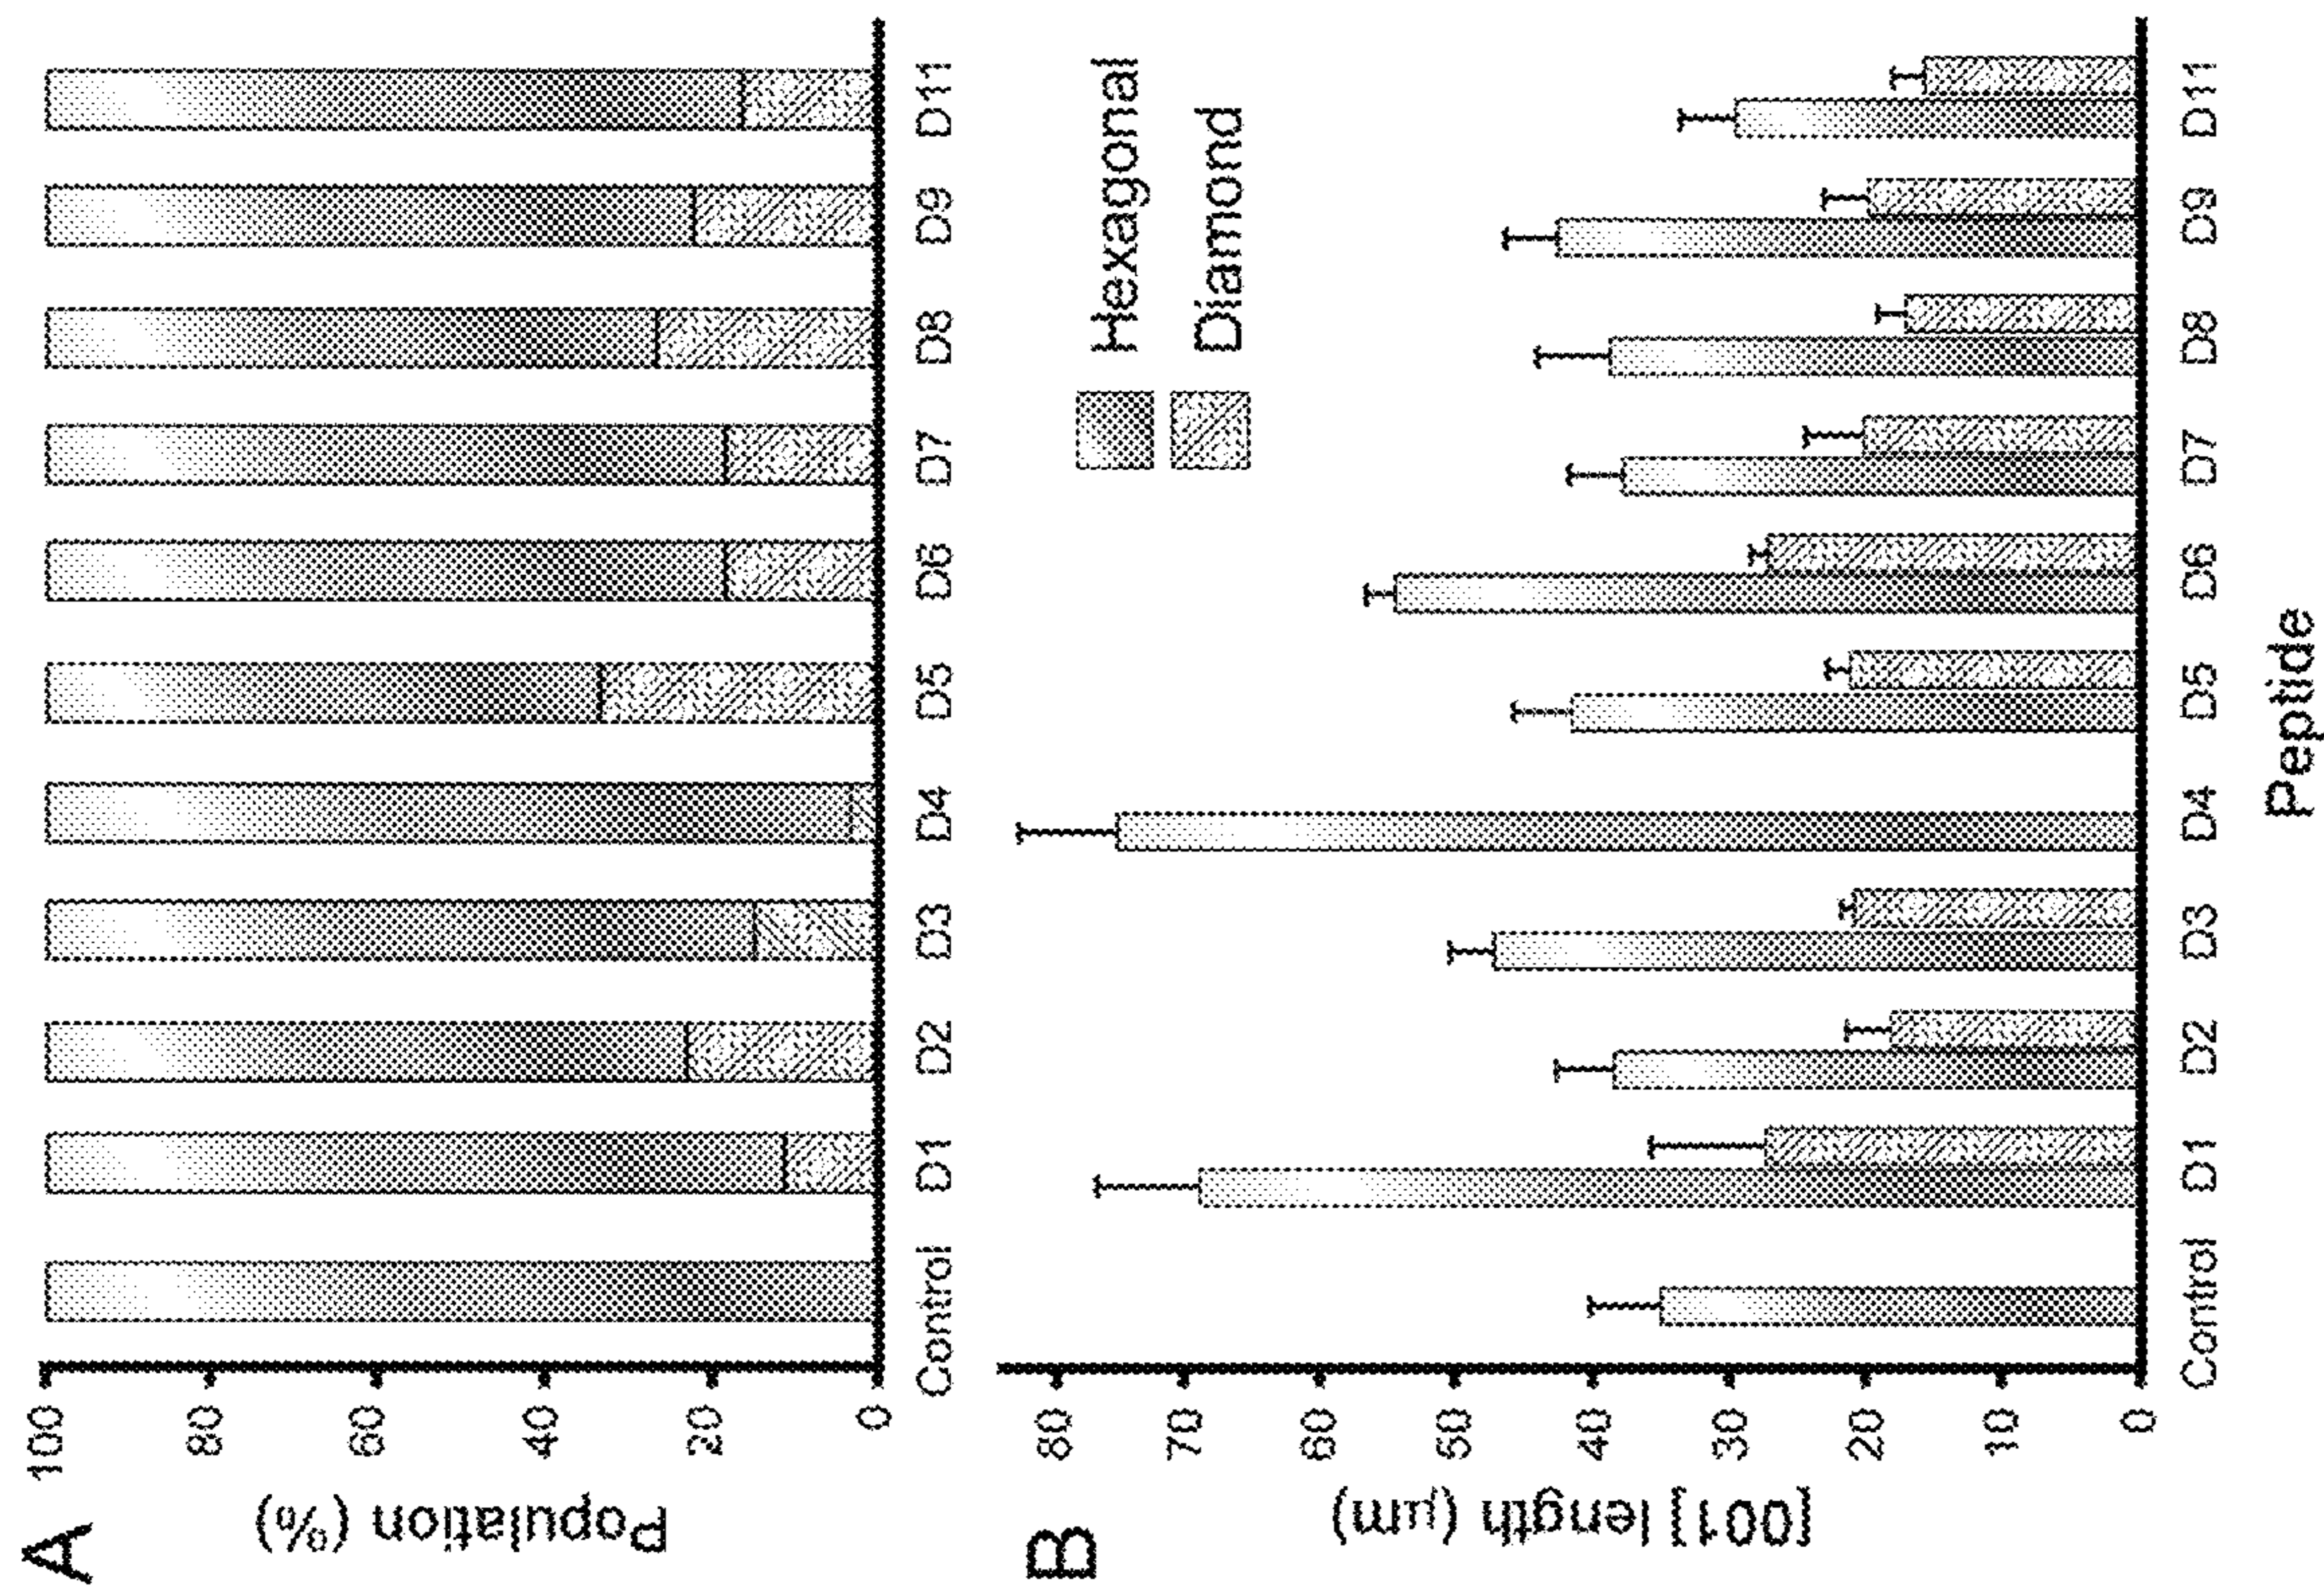 A
Population (%)
100
80
60
40
20
0
Control D1 D2 D3 D4 D5 D6 D7 D8 D9 D11
B
Hexagonal
Diamond
[001] length (μm)
80
70
60
50
40
30
20
10
0
Control D1 D2 D3 D4 D5 D6 D7 D8 D9 D11
Peptide